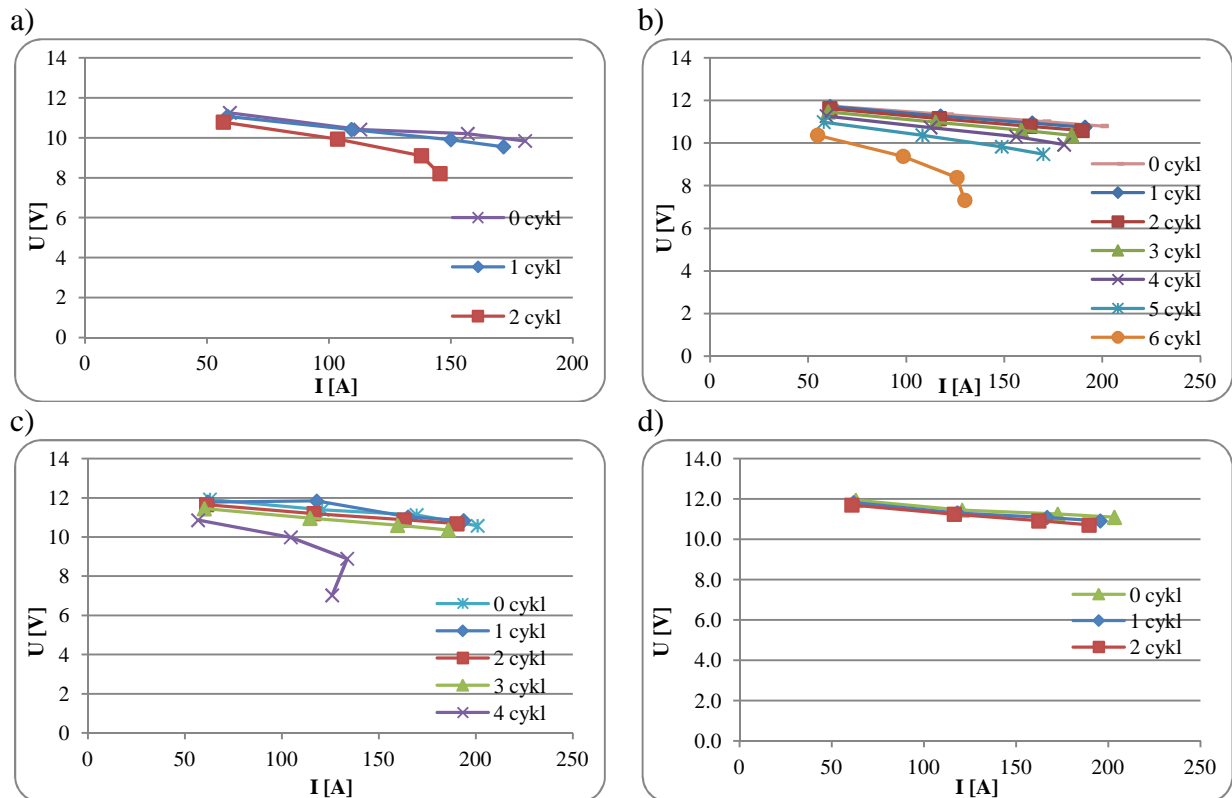 a)
14
12
10
8
6
4
2
0
U [V]
0 50 100 150 200
I [A]
0 cykl
1 cykl
2 cykl
b)
14
12
10
8
6
4
2
0
U [V]
0 50 100 150 200 250
I [A]
0 cykl
1 cykl
2 cykl
3 cykl
4 cykl
5 cykl
6 cykl
c)
14
12
10
8
6
4
2
0
U [V]
0 50 100 150 200 250
I [A]
0 cykl
1 cykl
2 cykl
3 cykl
4 cykl
d)
14.0
12.0
10.0
8.0
6.0
4.0
2.0
0.0
U [V]
0 50 100 150 200 250
I [A]
0 cykl
1 cykl
2 cykl